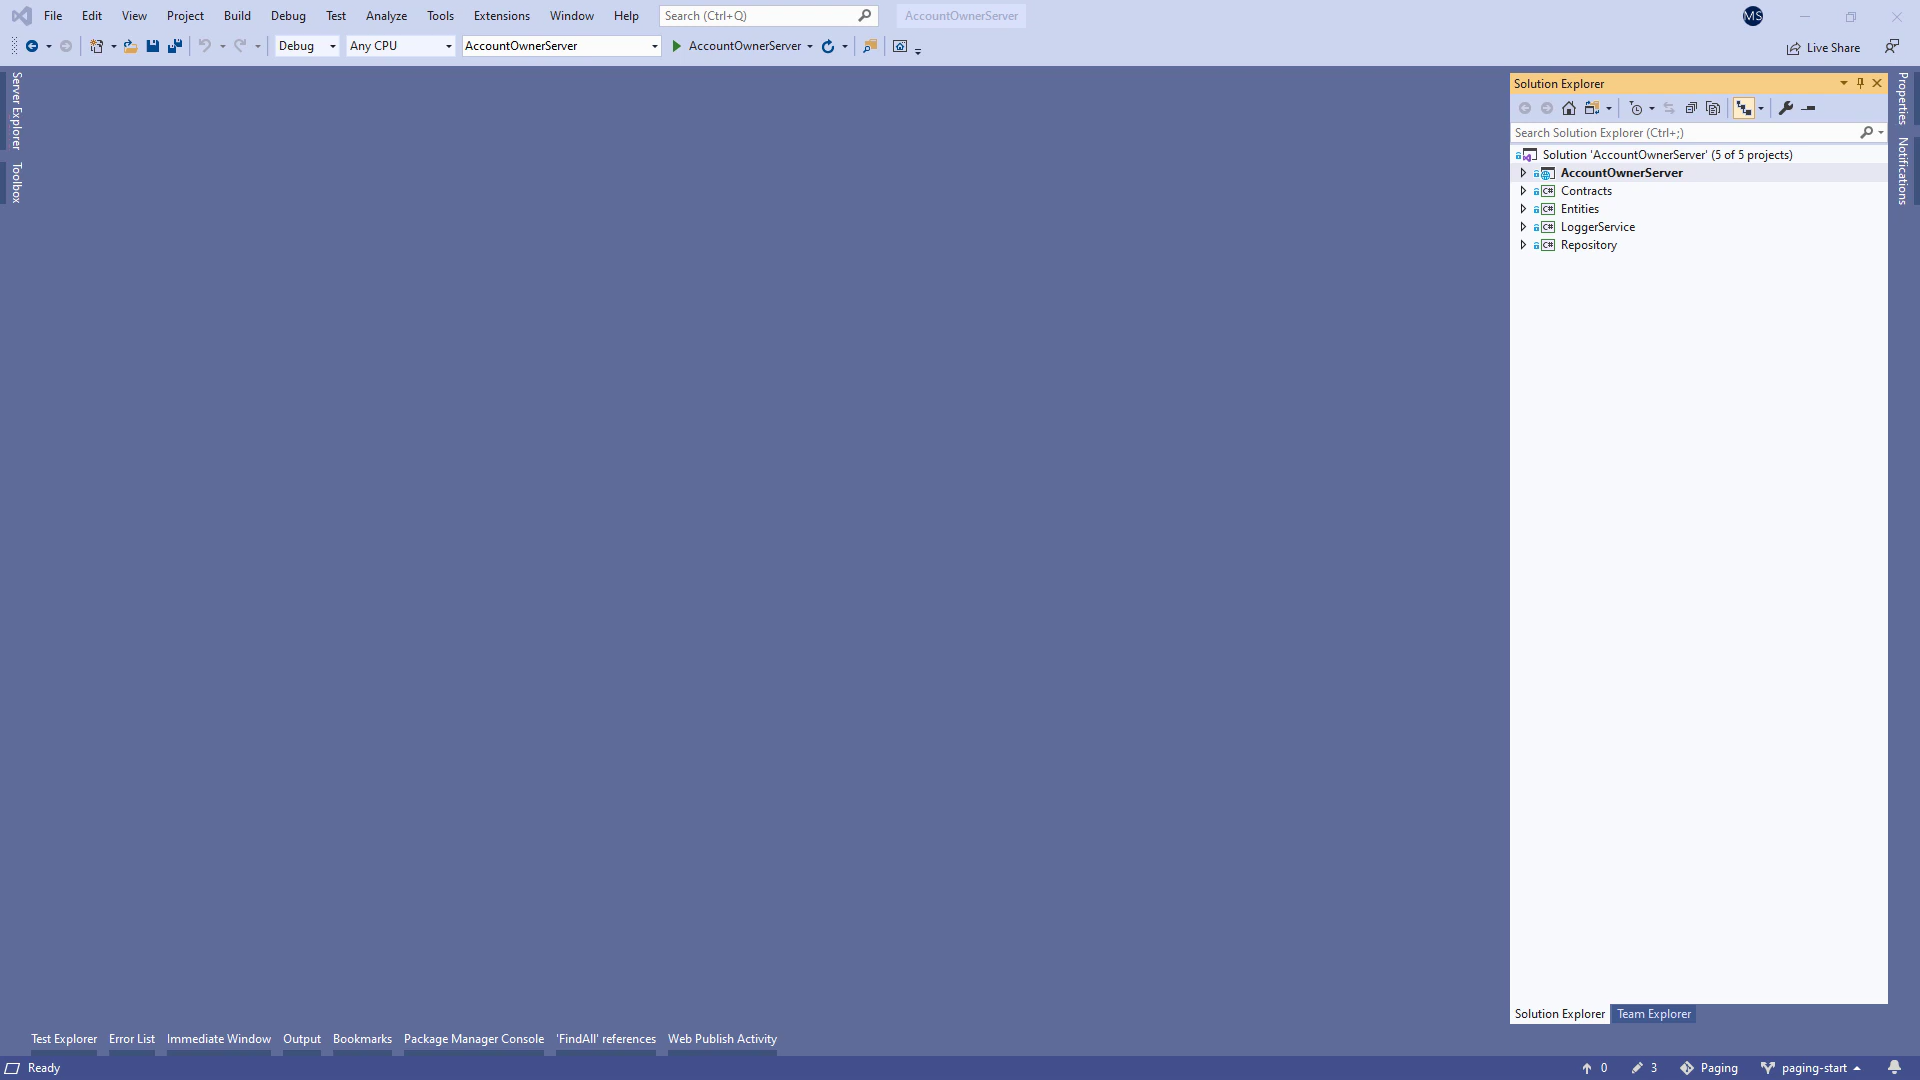 File Edit View Project Build Debug Test Analyze Tools Extensions Window Help Search (Ctrl+Q) AccountOwnerServer MS
Debug Any CPU AccountOwnerServer AccountOwnerServer Live Share
Server Explorer
Toolbox
Solution Explorer
Search Solution Explorer (Ctrl+;)
Solution 'AccountOwnerServer' (5 of 5 projects)
AccountOwnerServer
C# Contracts
C# Entities
C# LoggerService
C# Repository
Properties
Notifications
Solution Explorer Team Explorer
Test Explorer Error List Immediate Window Output Bookmarks Package Manager Console 'FindAll' references Web Publish Activity
Ready 0 3 Paging paging-start